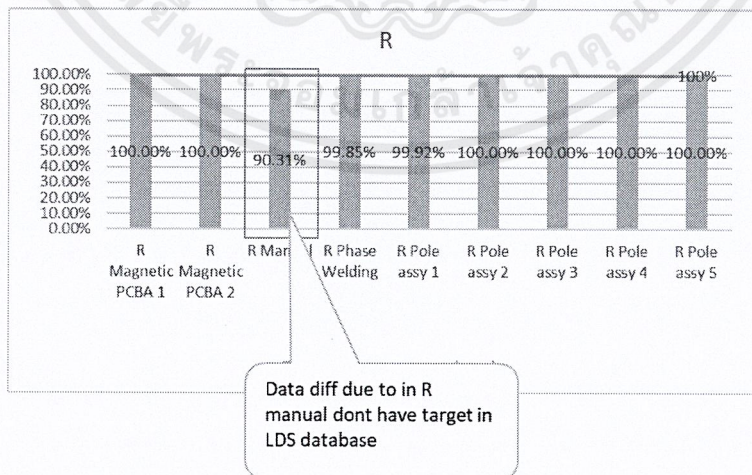 R
100.00%
90.00%
80.00%
70.00%
60.00%
50.00%
40.00%
30.00%
20.00%
10.00%
0.00%
100.00% 100.00% 90.31% 99.85% 99.92% 100.00% 100.00% 100.00% 100.00%
100%
R Magnetic PCBA 1
R Magnetic PCBA 2
R Phase Welding
R Pole assy 1
R Pole assy 2
R Pole assy 3
R Pole assy 4
R Pole assy 5
Data diff due to in R
manual dont have target in
LDS database